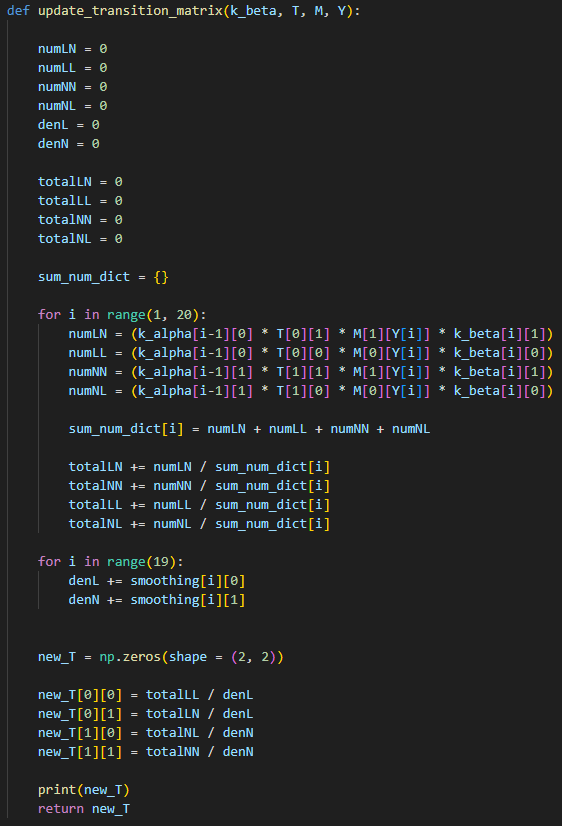 def update_transition_matrix(k_beta, T, M, Y):
numLN = 0
numLL = 0
numNN = 0
numNL = 0
denL = 0
denN = 0
totalLN = 0
totalLL = 0
totalNN = 0
totalNL = 0
sum_num_dict = {}
for i in range(1, 20):
numLN = (k_alpha[i-1][0] * T[0][1] * M[1][Y[i]] * k_beta[i][1])
numLL = (k_alpha[i-1][0] * T[0][0] * M[0][Y[i]] * k_beta[i][0])
numNN = (k_alpha[i-1][1] * T[1][1] * M[1][Y[i]] * k_beta[i][1])
numNL = (k_alpha[i-1][1] * T[1][0] * M[0][Y[i]] * k_beta[i][0])
sum_num_dict[i] = numLN + numLL + numNN + numNL
totalLN += numLN / sum_num_dict[i]
totalNN += numNN / sum_num_dict[i]
totalLL += numLL / sum_num_dict[i]
totalNL += numNL / sum_num_dict[i]
for i in range(19):
denL += smoothing[i][0]
denN += smoothing[i][1]
new_T = np.zeros(shape = (2, 2))
new_T[0][0] = totalLL / denL
new_T[0][1] = totalLN / denL
new_T[1][0] = totalNL / denN
new_T[1][1] = totalNN / denN
print(new_T)
return new_T